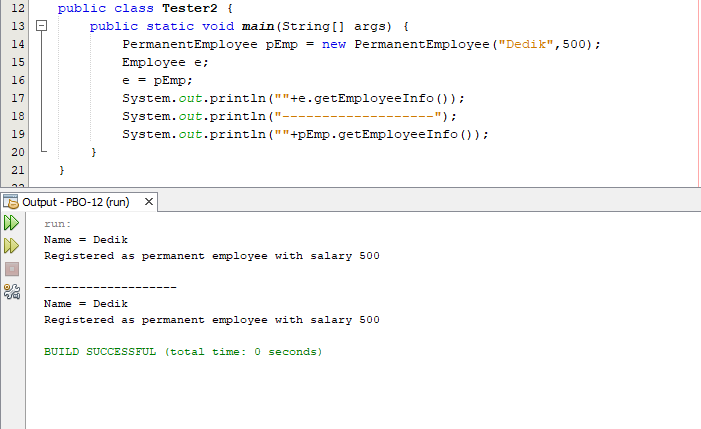 12 public class Tester2 {
13 public static void main(String[] args) {
14 PermanentEmployee pEmp = new PermanentEmployee("Dedik",500);
15 Employee e;
16 e = pEmp;
17 System.out.println(""+e.getEmployeeInfo());
18 System.out.println("-------------------");
19 System.out.println(""+pEmp.getEmployeeInfo());
20 }
21 }
Output - PBO-12 (run)
run:
Name = Dedik
Registered as permanent employee with salary 500
-------------------
Name = Dedik
Registered as permanent employee with salary 500
BUILD SUCCESSFUL (total time: 0 seconds)